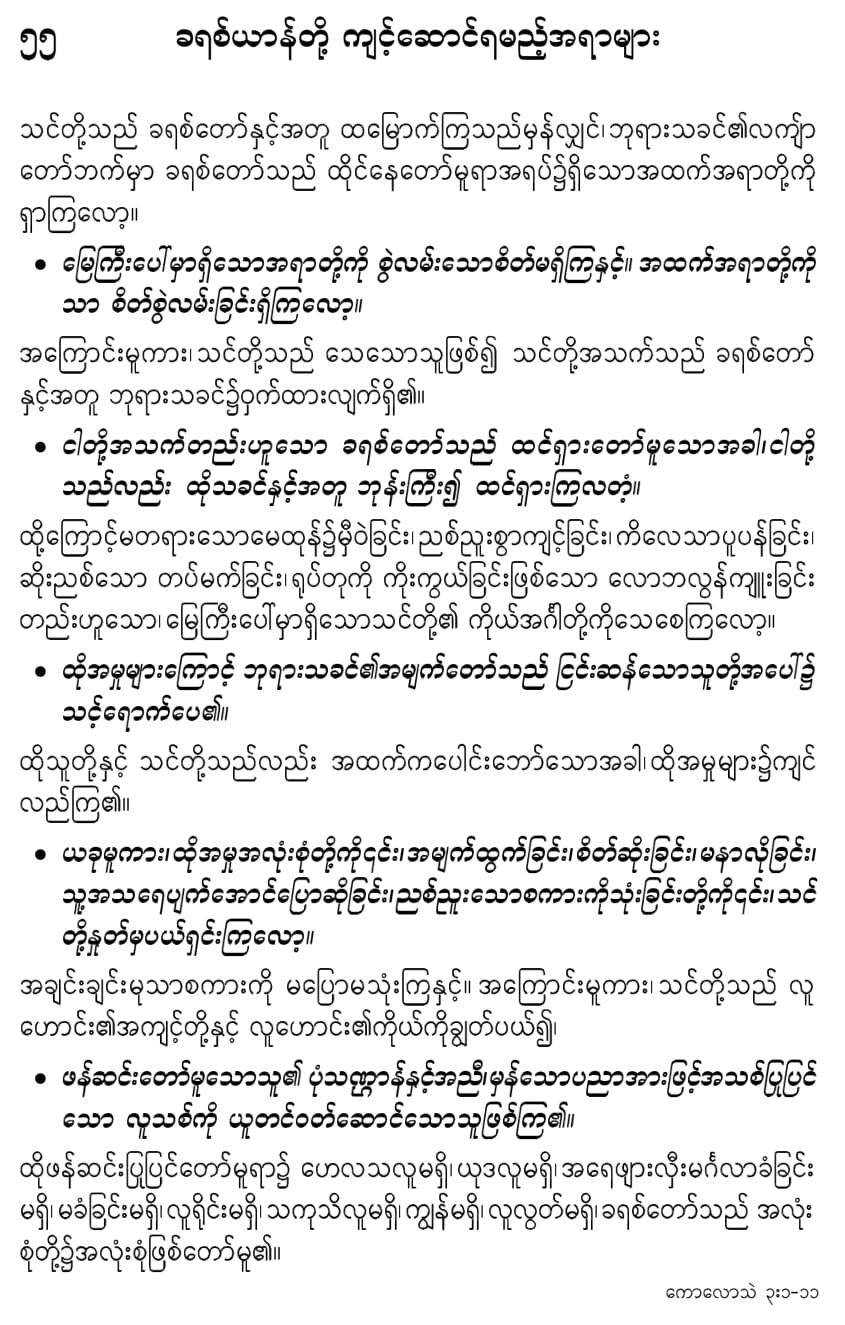 ၅၅ ခရစ်ယာန်တို့ ကျင့်ဆောင်ရမည့်အရာများ
သင်တို့သည် ခရစ်တော်နှင့်အတူ ထမြောက်ကြသည်မှန်လျှင်၊ ဘုရားသခင်၏လက်ျာ
တော်ဘက်မှာ ခရစ်တော်သည် ထိုင်နေတော်မူရာအရပ်၌ရှိသောအထက်အရာတို့ကို
ရှာကြလော့။
• မြေကြီးပေါ်မှာရှိသောအရာတို့ကို စွဲလမ်းသောစိတ်မရှိကြနှင့်။ အထက်အရာတို့ကို
သာ စိတ်စွဲလမ်းခြင်းရှိကြလော့။
အကြောင်းမူကား၊ သင်တို့သည် သေသောသူဖြစ်၍ သင်တို့အသက်သည် ခရစ်တော်
နှင့်အတူ ဘုရားသခင်၌ဝှက်ထားလျက်ရှိ၏။
• ငါတို့အသက်တည်းဟူသော ခရစ်တော်သည် ထင်ရှားတော်မူသောအခါ၊ ငါတို့
သည်လည်း ထိုသခင်နှင့်အတူ ဘုန်းကြီး၍ ထင်ရှားကြလတံ့။
ထို့ကြောင့်မတရားသောမေထုန်၌မှီဝဲခြင်း၊ ညစ်ညူးစွာကျင့်ခြင်း၊ ကိလေသာပူပန်ခြင်း၊
ဆိုးညစ်သော တပ်မက်ခြင်း၊ ရုပ်တုကို ကိုးကွယ်ခြင်းဖြစ်သော လောဘလွန်ကျူးခြင်း
တည်းဟူသော၊ မြေကြီးပေါ်မှာရှိသောသင်တို့၏ ကိုယ်အင်္ဂါတို့ကိုသေစေကြလော့။
• ထိုအမှုများကြောင့် ဘုရားသခင်၏အမျက်တော်သည် ငြင်းဆန်သောသူတို့အပေါ်၌
သင့်ရောက်ပေ၏။
ထိုသူတို့နှင့် သင်တို့သည်လည်း အထက်ကပေါင်းဘော်သောအခါ၊ ထိုအမှုများ၌ကျင်
လည်ကြ၏။
• ယခုမူကား၊ ထိုအမှုအလုံးစုံတို့ကို၎င်း၊ အမျက်ထွက်ခြင်း၊ စိတ်ဆိုးခြင်း၊ မနာလိုခြင်း၊
သူ့အသရေပျက်အောင်ပြောဆိုခြင်း၊ ညစ်ညူးသောစကားကိုသုံးခြင်းတို့ကို၎င်း၊ သင်
တို့နှုတ်မှပယ်ရှင်းကြလော့။
အချင်းချင်းမုသာစကားကို မပြောမသုံးကြနှင့်။ အကြောင်းမူကား၊ သင်တို့သည် လူ
ဟောင်း၏အကျင့်တို့နှင့် လူဟောင်း၏ကိုယ်ကိုချွတ်ပယ်၍၊
• ဖန်ဆင်းတော်မူသောသူ၏ ပုံသဏ္ဌာန်နှင့်အညီ၊ မှန်သောပညာအားဖြင့်အသစ်ပြုပြင်
သော လူသစ်ကို ယူတင်ဝတ်ဆောင်သောသူဖြစ်ကြ၏။
ထိုဖန်ဆင်းပြုပြင်တော်မူရာ၌ ဟေလသလူမရှိ၊ ယုဒလူမရှိ၊ အရေဖျားလှီးမင်္ဂလာခံခြင်း
မရှိ၊ မခံခြင်းမရှိ၊ လူရိုင်းမရှိ၊ သကုသိလူမရှိ၊ ကျွန်မရှိ၊ လူလွတ်မရှိ၊ ခရစ်တော်သည် အလုံး
စုံတို့၌အလုံးစုံဖြစ်တော်မူ၏။
ကောလောသဲ ၃း၁-၁၁